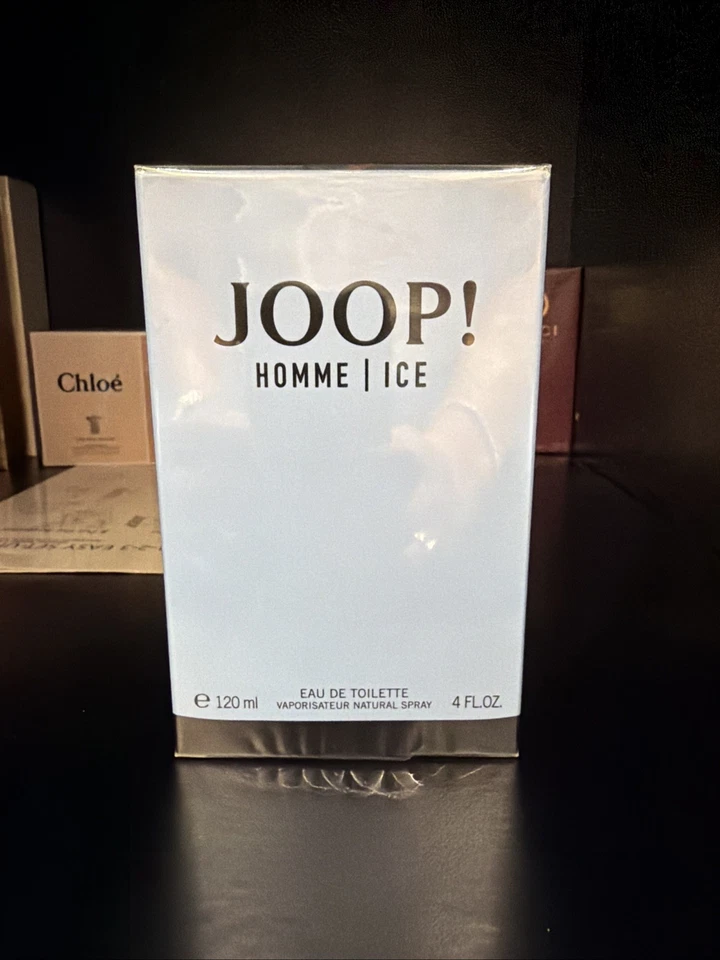 JOOP!
HOMME | ICE
Chloé
e 120 ml
EAU DE TOILETTE
VAPORISATEUR NATURAL SPRAY
4 FL.OZ.